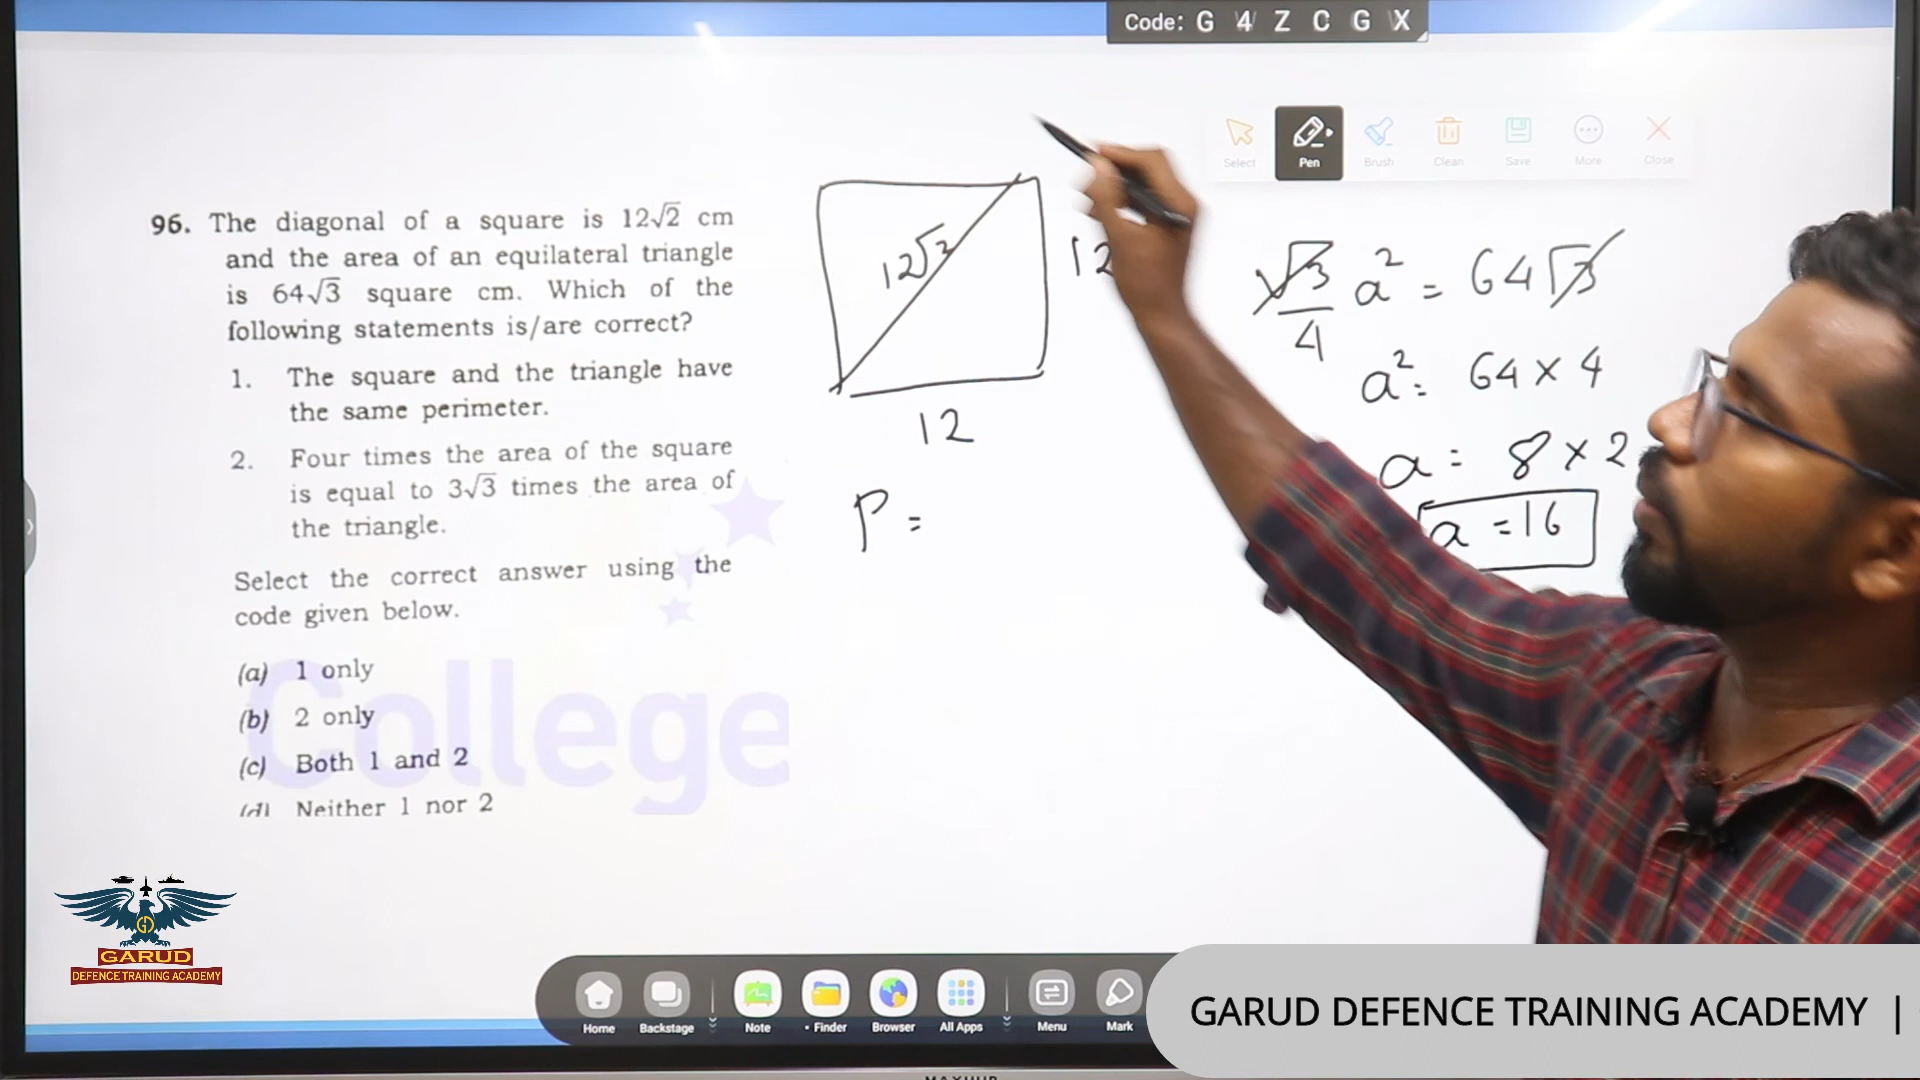 Code: G 4 Z C G X
Select Pen Brush Clean Save More Close
96. The diagonal of a square is 12√2 cm
and the area of an equilateral triangle
is 64√3 square cm. Which of the
following statements is/are correct?
1. The square and the triangle have
the same perimeter.
2. Four times the area of the square
is equal to 3√3 times the area of
the triangle.
Select the correct answer using the
code given below.
(a) 1 only
(b) 2 only
(c) Both 1 and 2
(d) Neither 1 nor 2
College
12√2
12
12
P =
√3/4 a² = 64√3
a² = 64 × 4
a = 8 × 2
a = 16
GARUD
DEFENCE TRAINING ACADEMY
Home Backstage Note Finder Browser All Apps Menu Mark
GARUD DEFENCE TRAINING ACADEMY |